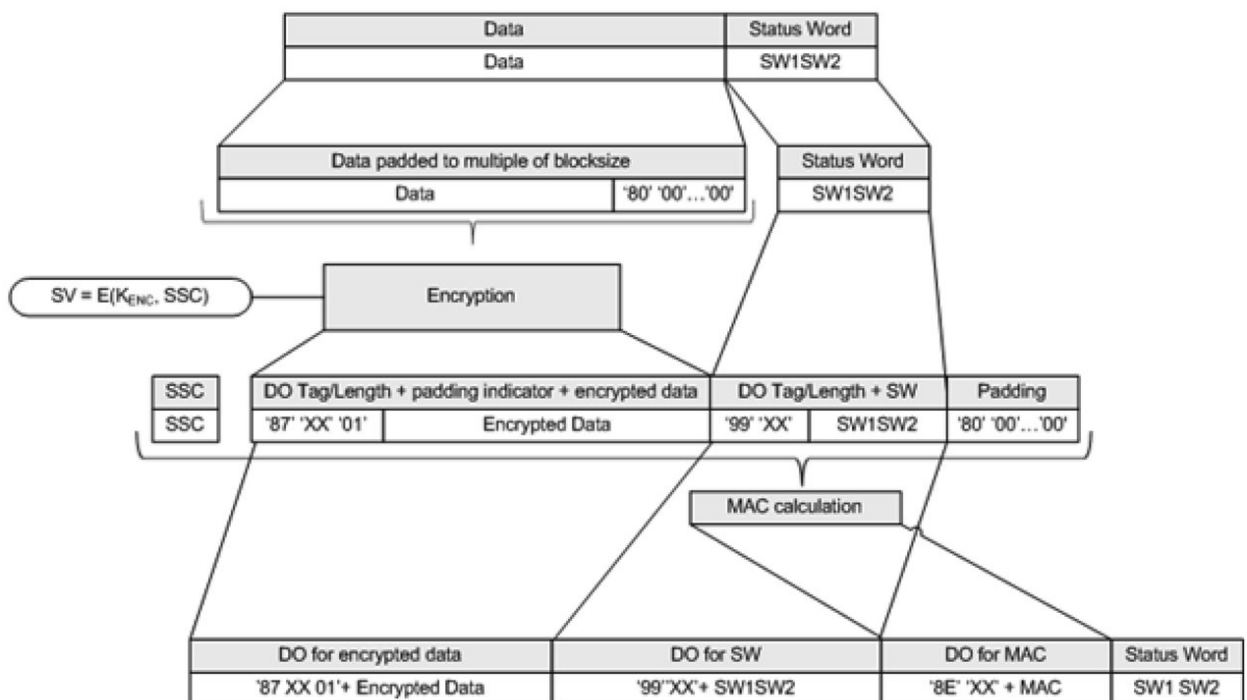 Data Status Word
Data SW1SW2
Data padded to multiple of blocksize Status Word
Data '80' '00'...'00' SW1SW2
SV = E(KENC, SSC) Encryption
SSC DO Tag/Length + padding indicator + encrypted data DO Tag/Length + SW Padding
SSC '87' 'XX' '01' Encrypted Data '99' 'XX' SW1SW2 '80' '00'...'00'
MAC calculation
DO for encrypted data DO for SW DO for MAC Status Word
'87 XX 01'+ Encrypted Data '99''XX'+ SW1SW2 '8E' 'XX' + MAC SW1 SW2